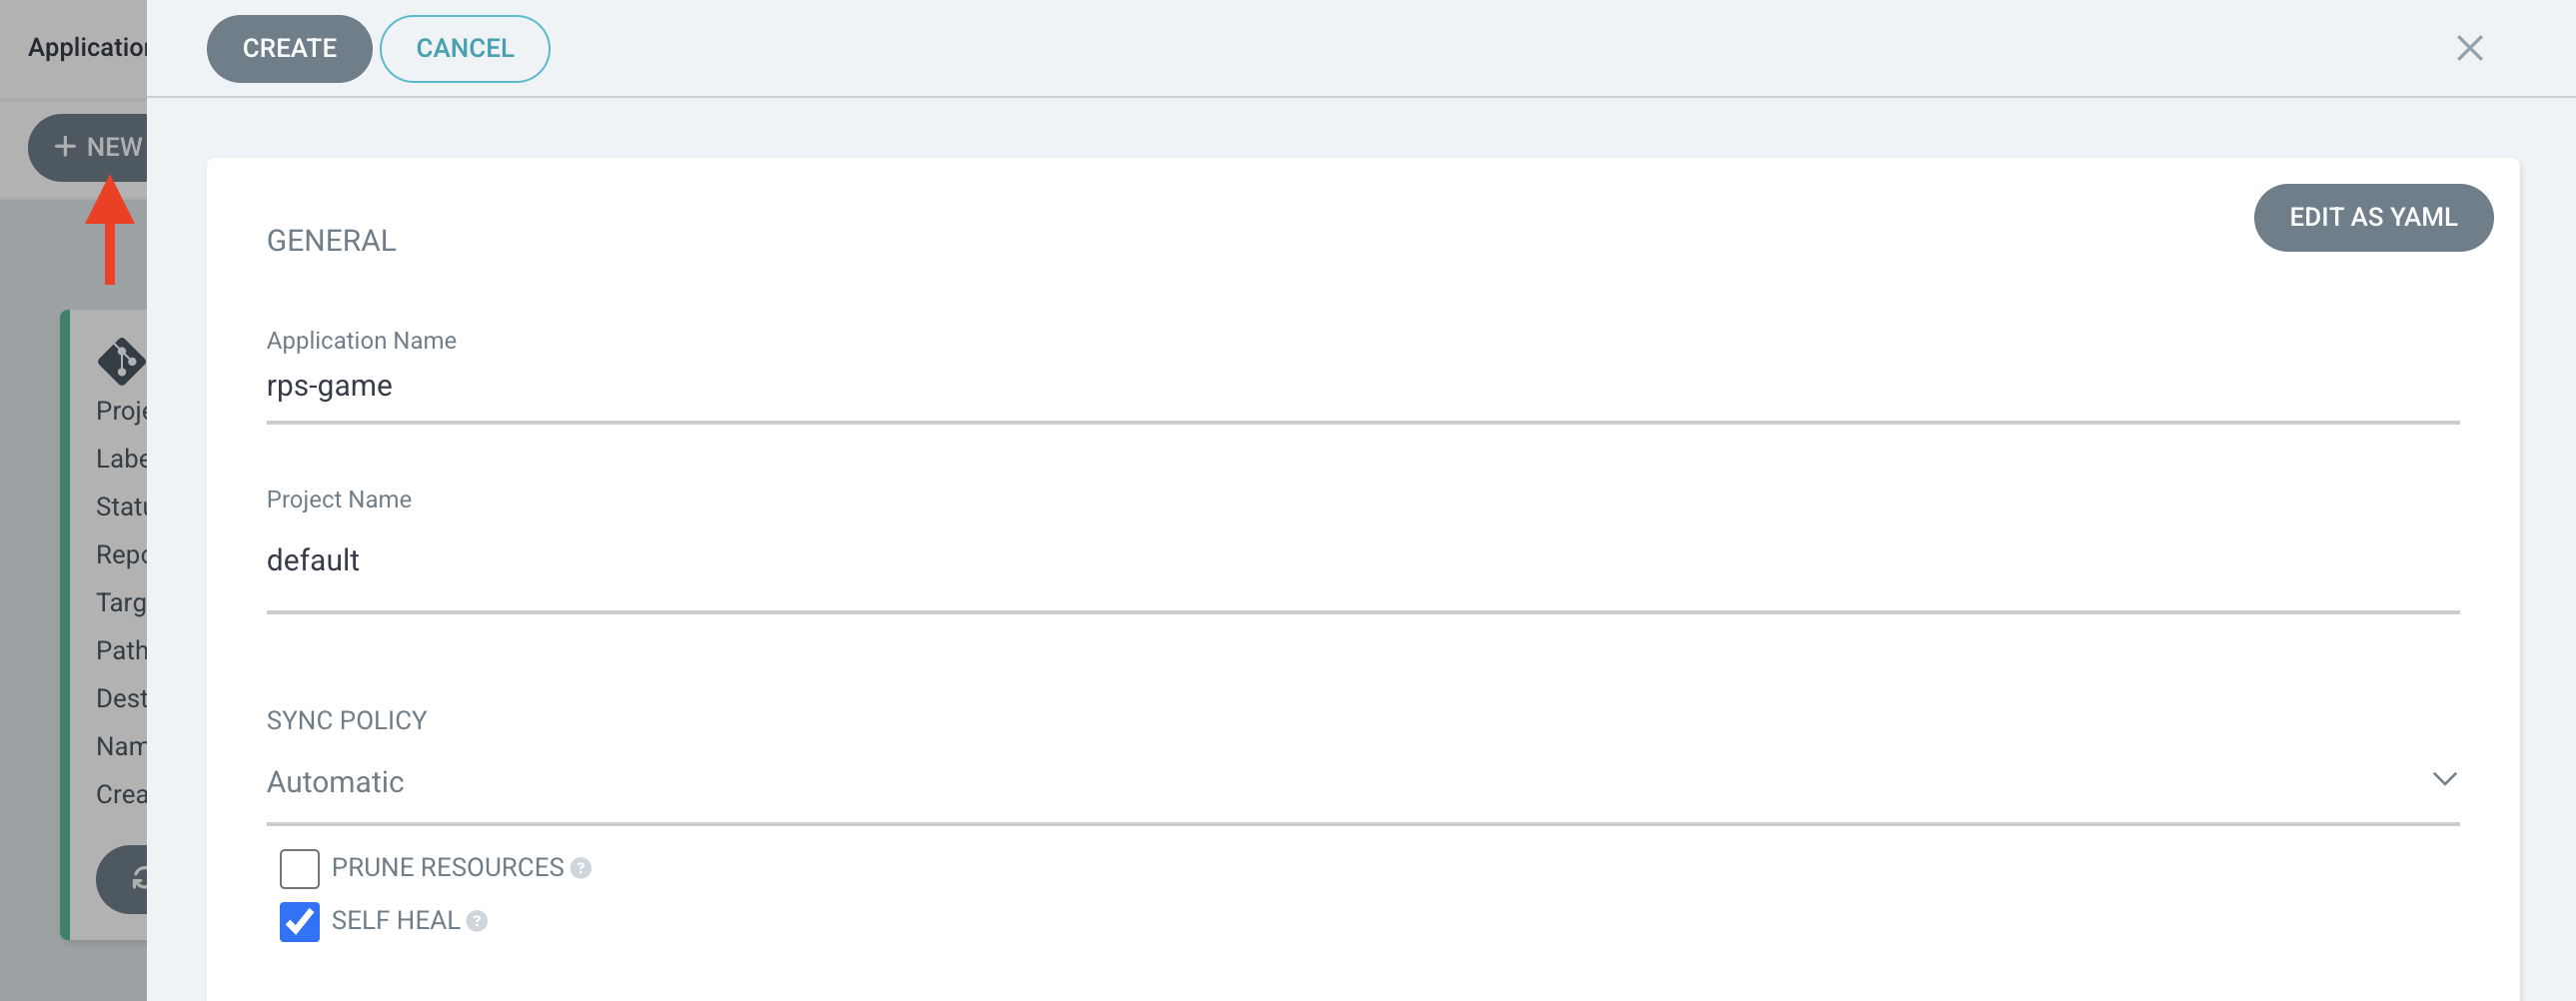 Application
CREATE
CANCEL
+ NEW
EDIT AS YAML
GENERAL
Application Name
rps-game
Project Name
default
SYNC POLICY
Automatic
PRUNE RESOURCES ?
SELF HEAL ?
Proje
Labe
Statu
Repo
Targ
Path
Dest
Nam
Crea